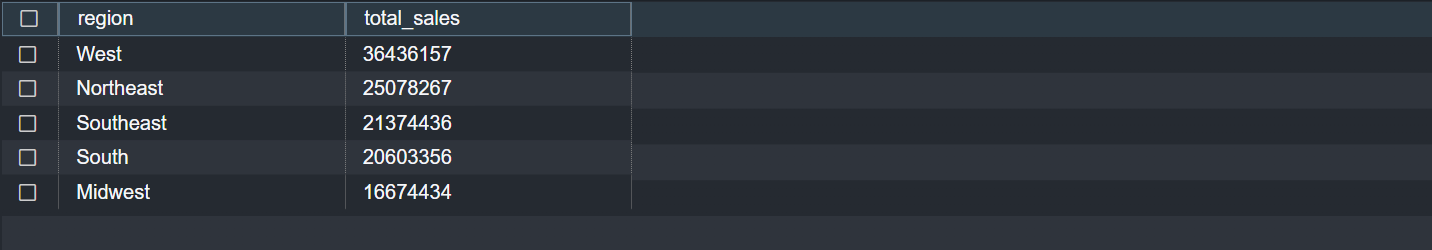 region total_sales
West 36436157
Northeast 25078267
Southeast 21374436
South 20603356
Midwest 16674434